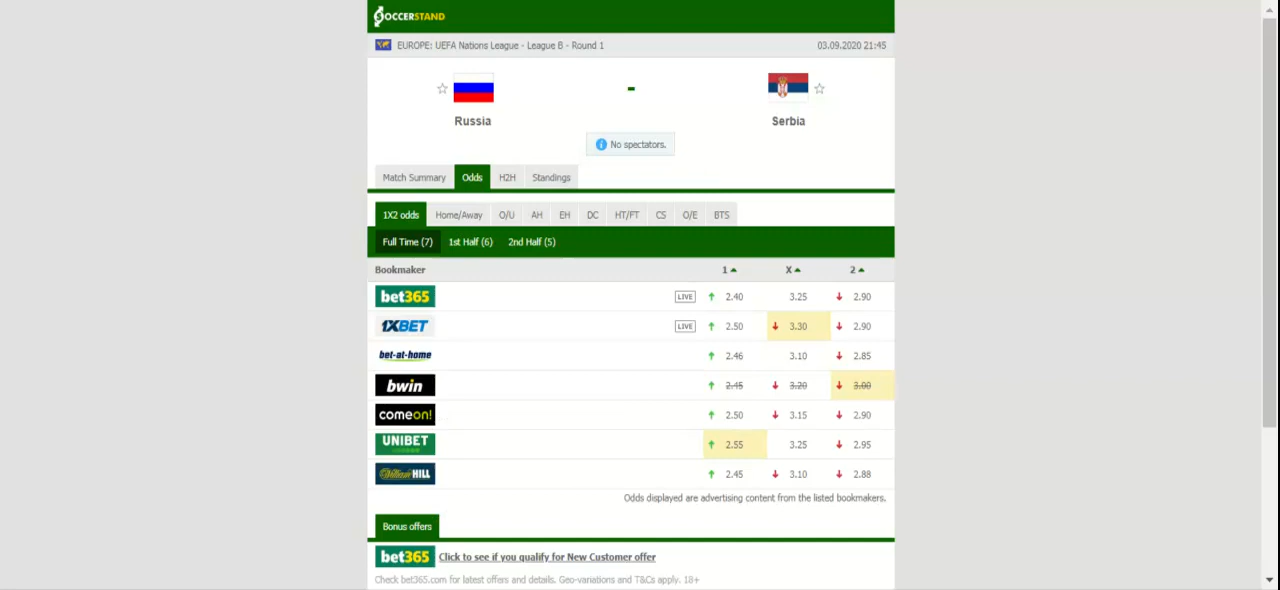 SOCCERSTAND
EUROPE: UEFA Nations League - League B - Round 1 03.09.2020 21:45
-
Russia Serbia
No spectators.
Match Summary Odds H2H Standings
1X2 odds Home/Away O/U AH EH DC HT/FT CS O/E BTS
Full Time (7) 1st Half (6) 2nd Half (5)
Bookmaker 1 X 2
bet365 LIVE 2.40 3.25 2.90
1XBET LIVE 2.50 3.30 2.90
bet-at-home 2.46 3.10 2.85
bwin 2.45 3.20 3.00
comeon! 2.50 3.15 2.90
UNIBET 2.55 3.25 2.95
William HILL 2.45 3.10 2.88
Odds displayed are advertising content from the listed bookmakers.
Bonus offers
bet365 Click to see if you qualify for New Customer offer
Check bet365.com for latest offers and details. Geo-variations and T&Cs apply. 18+